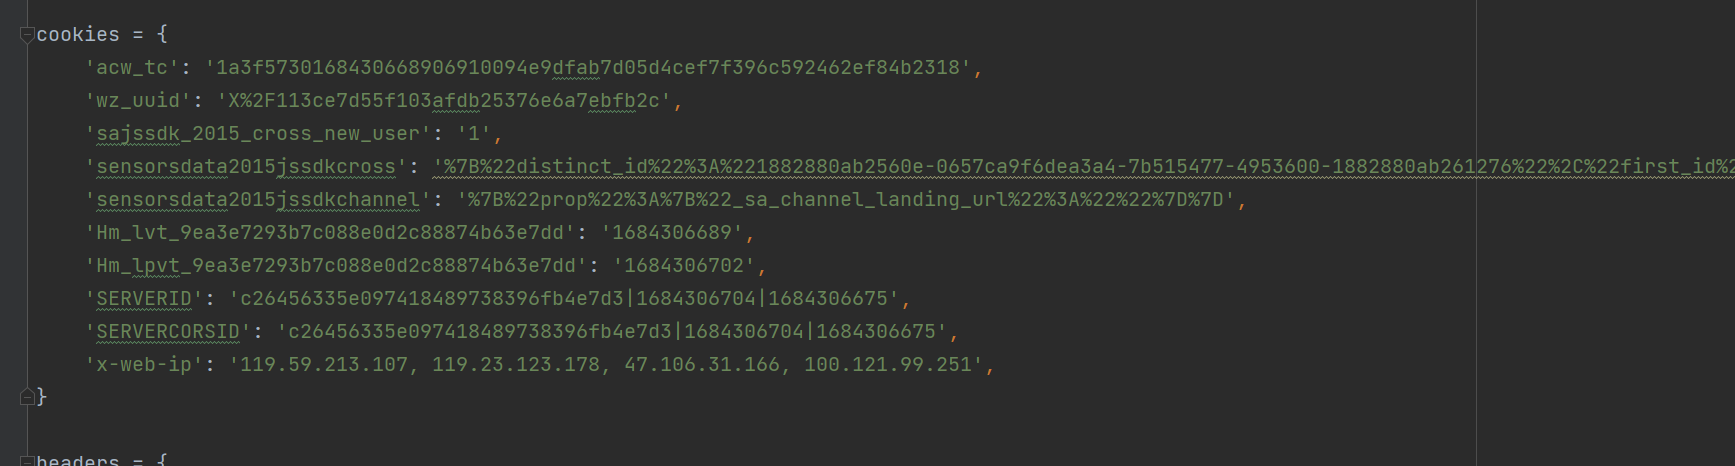 cookies = {
'acw_tc': '1a3f5730168430668906910094e9dfab7d05d4cef7f396c592462ef84b2318',
'wz_uuid': 'X%2F113ce7d55f103afdb25376e6a7ebfb2c',
'sajssdk_2015_cross_new_user': '1',
'sensorsdata2015jssdkcross': '%7B%22distinct_id%22%3A%221882880ab2560e-0657ca9f6dea3a4-7b515477-4953600-1882880ab261276%22%2C%22first_id%2
'sensorsdata2015jssdkchannel': '%7B%22prop%22%3A%7B%22_sa_channel_landing_url%22%3A%22%22%7D%7D',
'Hm_lvt_9ea3e7293b7c088e0d2c88874b63e7dd': '1684306689',
'Hm_lpvt_9ea3e7293b7c088e0d2c88874b63e7dd': '1684306702',
'SERVERID': 'c26456335e097418489738396fb4e7d3|1684306704|1684306675',
'SERVERCORSID': 'c26456335e097418489738396fb4e7d3|1684306704|1684306675',
'x-web-ip': '119.59.213.107, 119.23.123.178, 47.106.31.166, 100.121.99.251',
}
headers = {